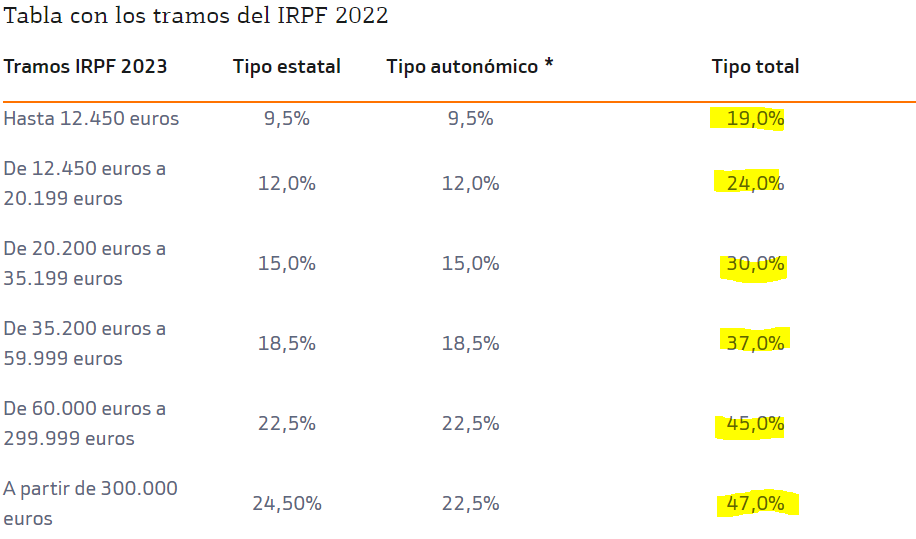 Tabla con los tramos del IRPF 2022
Tramos IRPF 2023 Tipo estatal Tipo autonómico * Tipo total
Hasta 12.450 euros 9,5% 9,5% 19,0%
De 12.450 euros a
20.199 euros 12,0% 12,0% 24,0%
De 20.200 euros a
35.199 euros 15,0% 15,0% 30,0%
De 35.200 euros a
59.999 euros 18,5% 18,5% 37,0%
De 60.000 euros a
299.999 euros 22,5% 22,5% 45,0%
A partir de 300.000
euros 24,50% 22,5% 47,0%